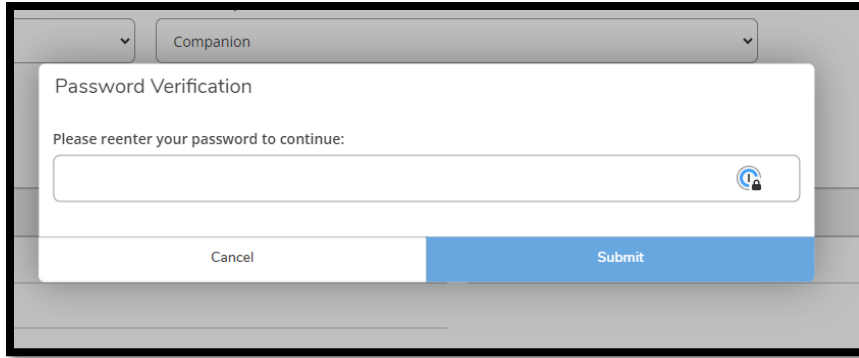 Companion
Password Verification
Please reenter your password to continue:
Cancel
Submit